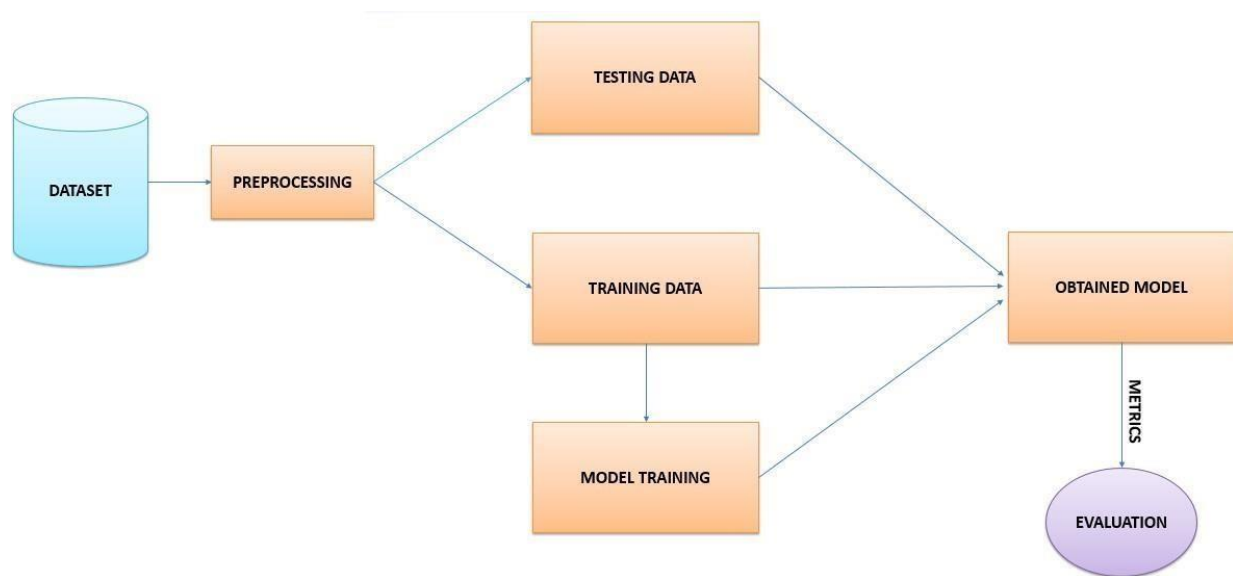 TESTING DATA
DATASET
PREPROCESSING
TRAINING DATA
OBTAINED MODEL
METRICS
MODEL TRAINING
EVALUATION